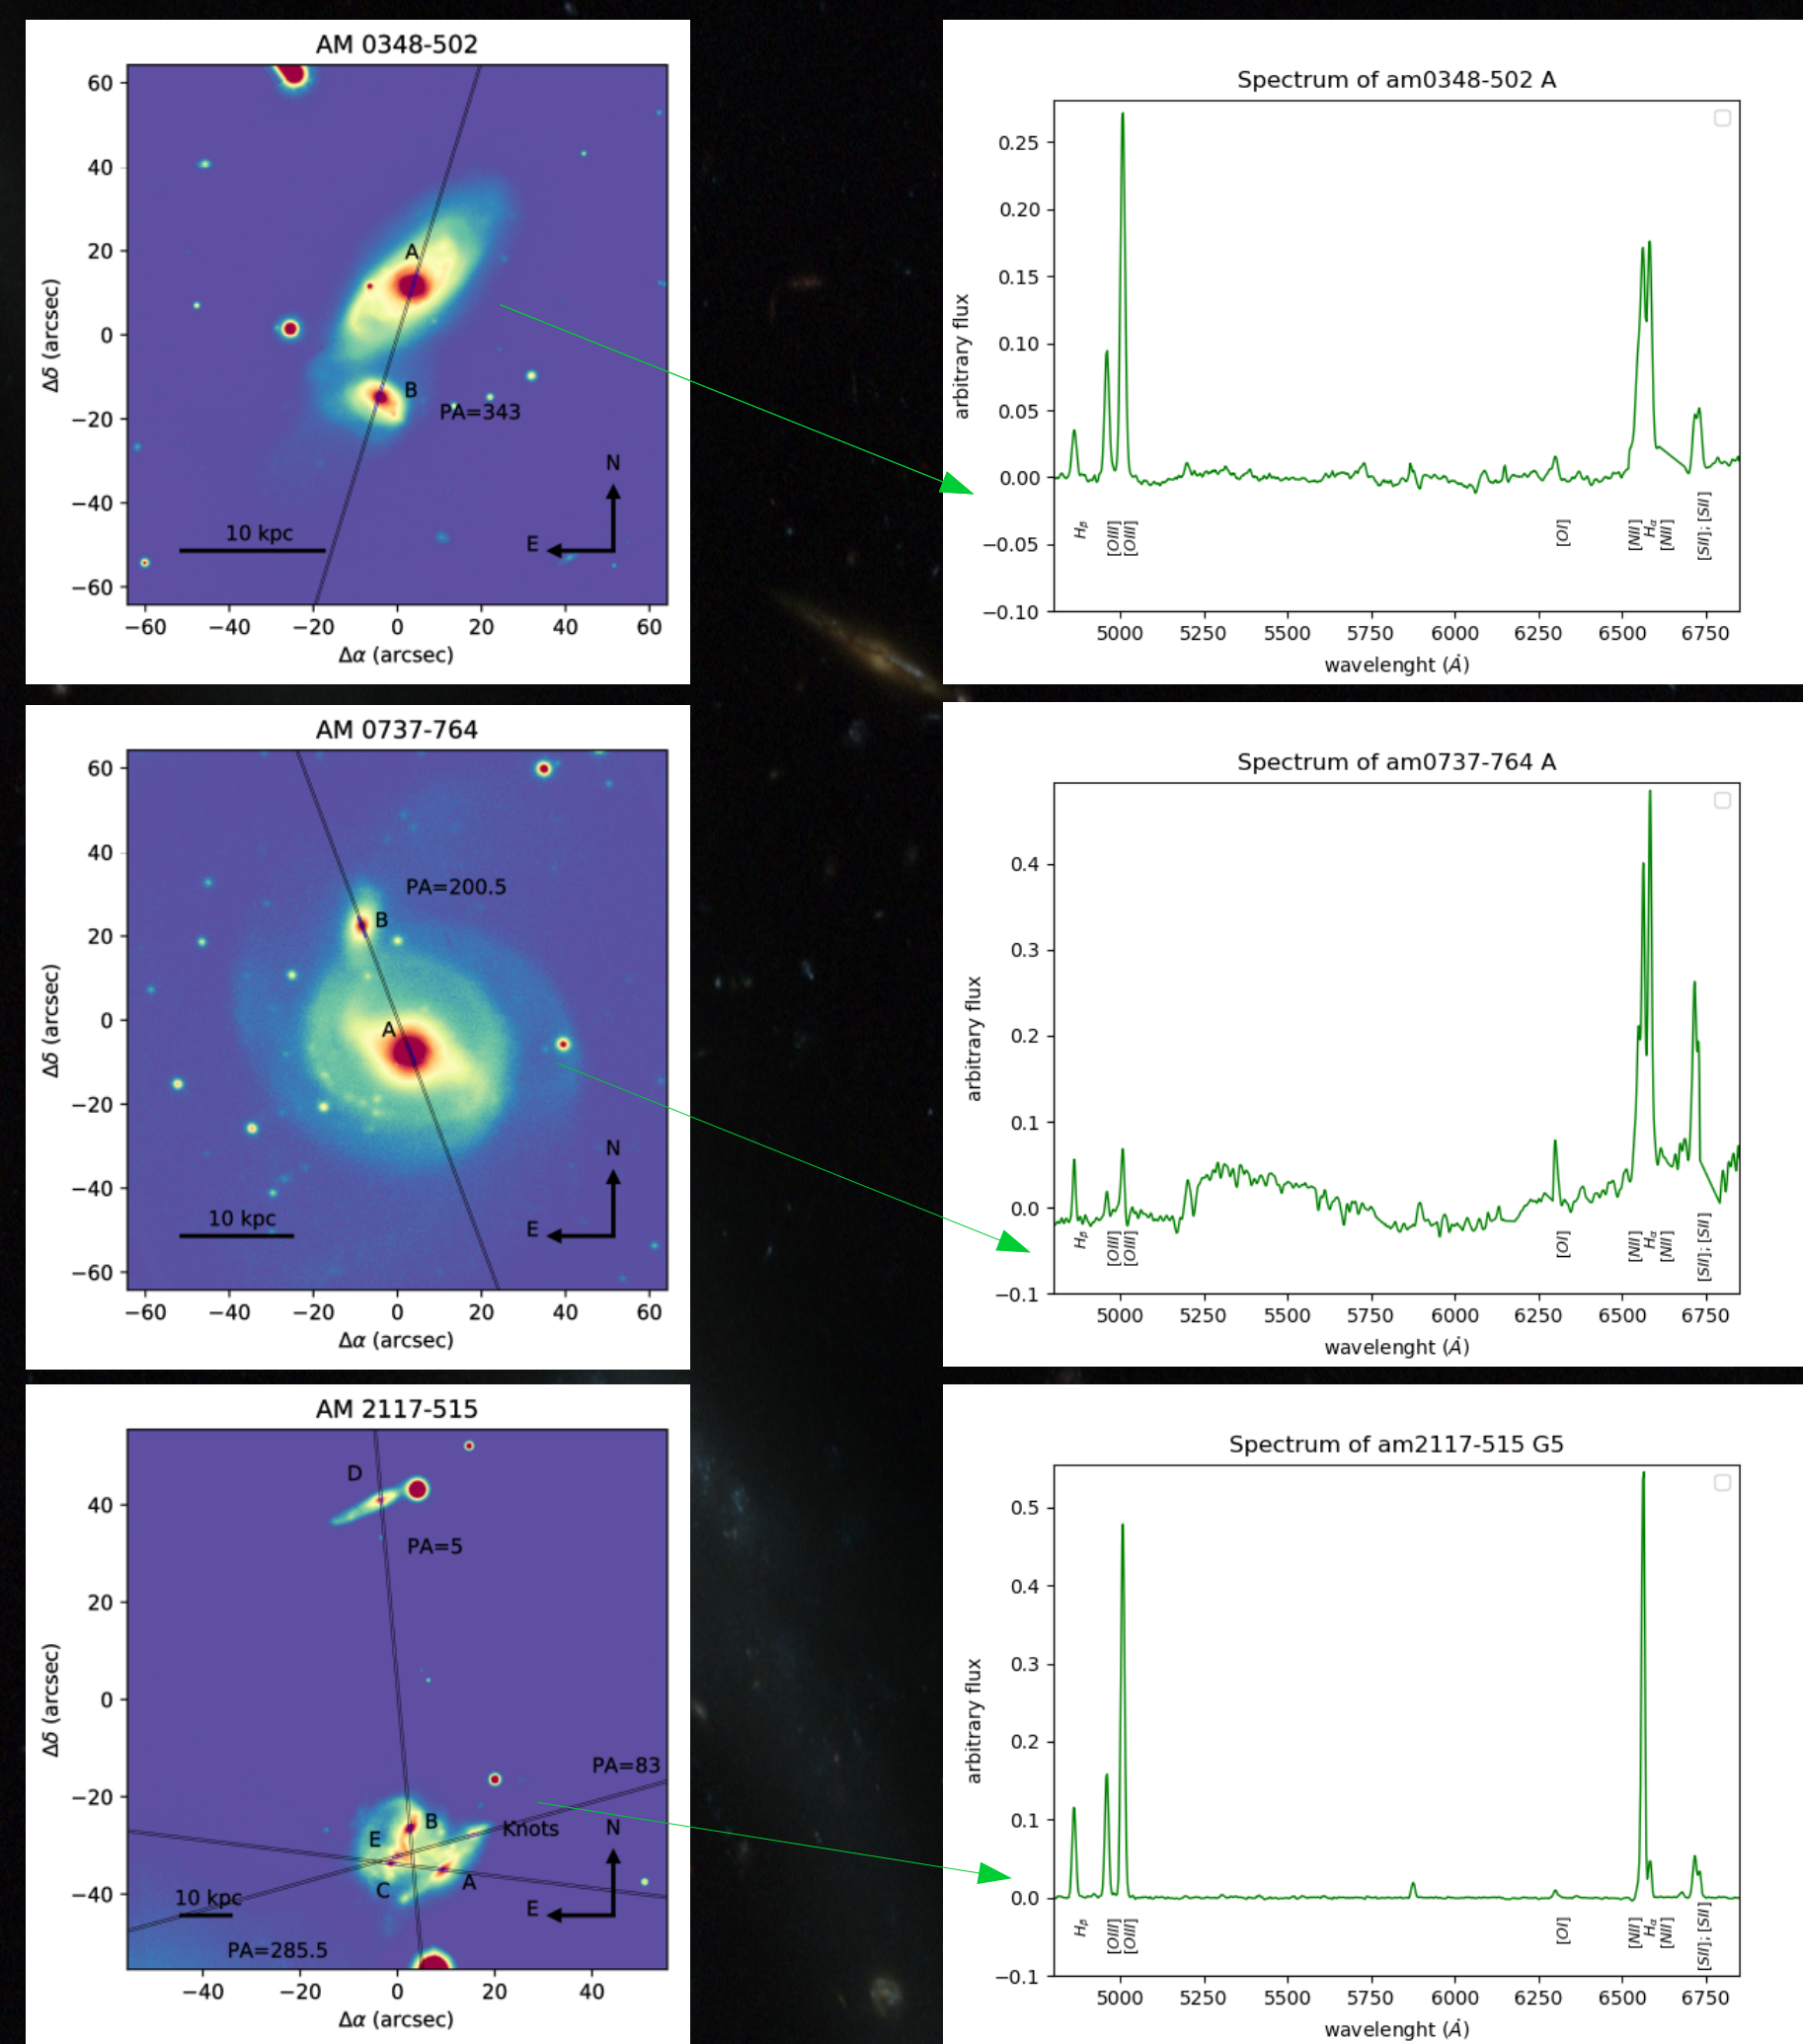 AM 0348-502
60
40
20
0
−20
−40
−60
Δδ (arcsec)
A
B
PA=343
N
E
10 kpc
−60 −40 −20 0 20 40 60
Δα (arcsec)
Spectrum of am0348-502 A
0.25
0.20
0.15
0.10
0.05
0.00
−0.05
−0.10
arbitrary flux
Hβ
[OIII]
[OIII]
[OI]
[NII]
Hα
[NII]
[SII]; [SII]
5000 5250 5500 5750 6000 6250 6500 6750
wavelenght (Å)
AM 0737-764
60
40
20
0
−20
−40
−60
Δδ (arcsec)
PA=200.5
B
A
N
E
10 kpc
−60 −40 −20 0 20 40 60
Δα (arcsec)
Spectrum of am0737-764 A
0.4
0.3
0.2
0.1
0.0
−0.1
arbitrary flux
Hβ
[OIII]
[OIII]
[OI]
[NII]
Hα
[NII]
[SII]; [SII]
5000 5250 5500 5750 6000 6250 6500 6750
wavelenght (Å)
AM 2117-515
40
20
0
−20
−40
Δδ (arcsec)
D
PA=5
PA=83
B
Knots
E
N
C
A
10 kpc
E
PA=285.5
−40 −20 0 20 40
Δα (arcsec)
Spectrum of am2117-515 G5
0.5
0.4
0.3
0.2
0.1
0.0
−0.1
arbitrary flux
Hβ
[OIII]
[OIII]
[OI]
[NII]
Hα
[NII]
[SII]; [SII]
5000 5250 5500 5750 6000 6250 6500 6750
wavelenght (Å)